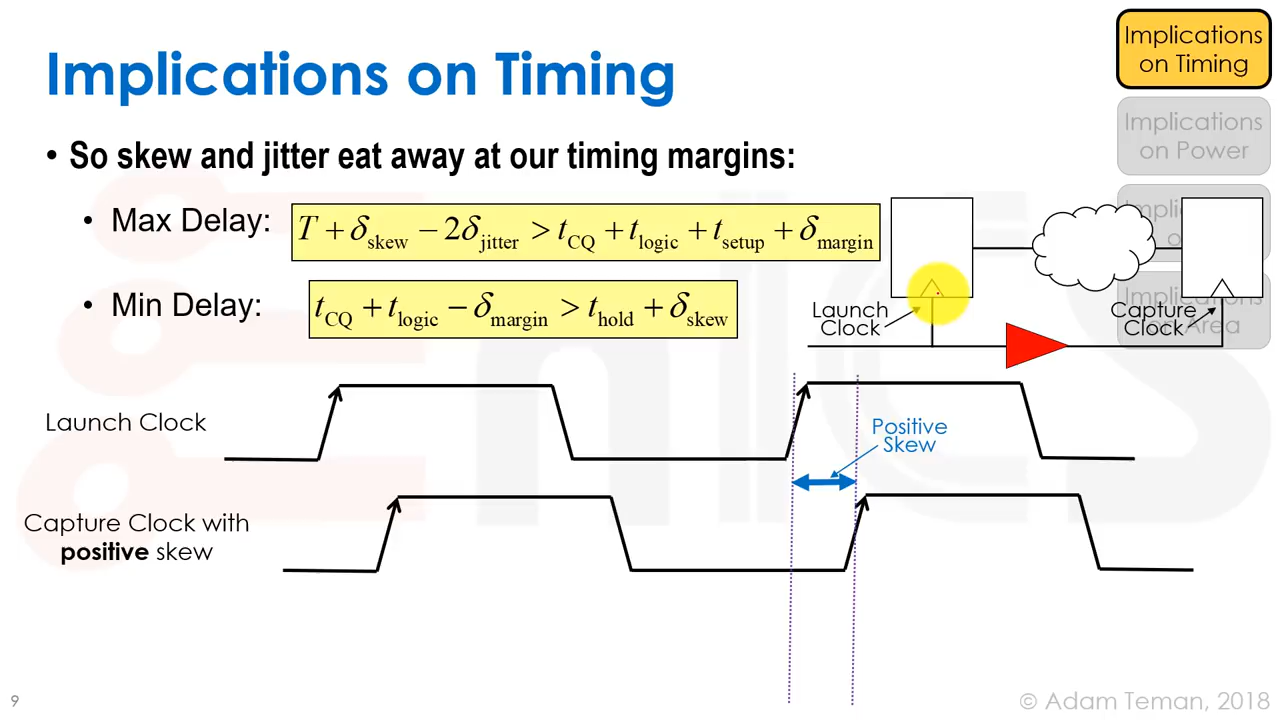 Implications on Timing
Implications
on Timing
Implications
on Power
• So skew and jitter eat away at our timing margins:
• Max Delay: T + δskew − 2δjitter > tCQ + tlogic + tsetup + δmargin
• Min Delay: tCQ + tlogic − δmargin > thold + δskew
Launch
Clock
Capture
Clock
Launch Clock
Positive
Skew
Capture Clock with
positive skew
9
© Adam Teman, 2018